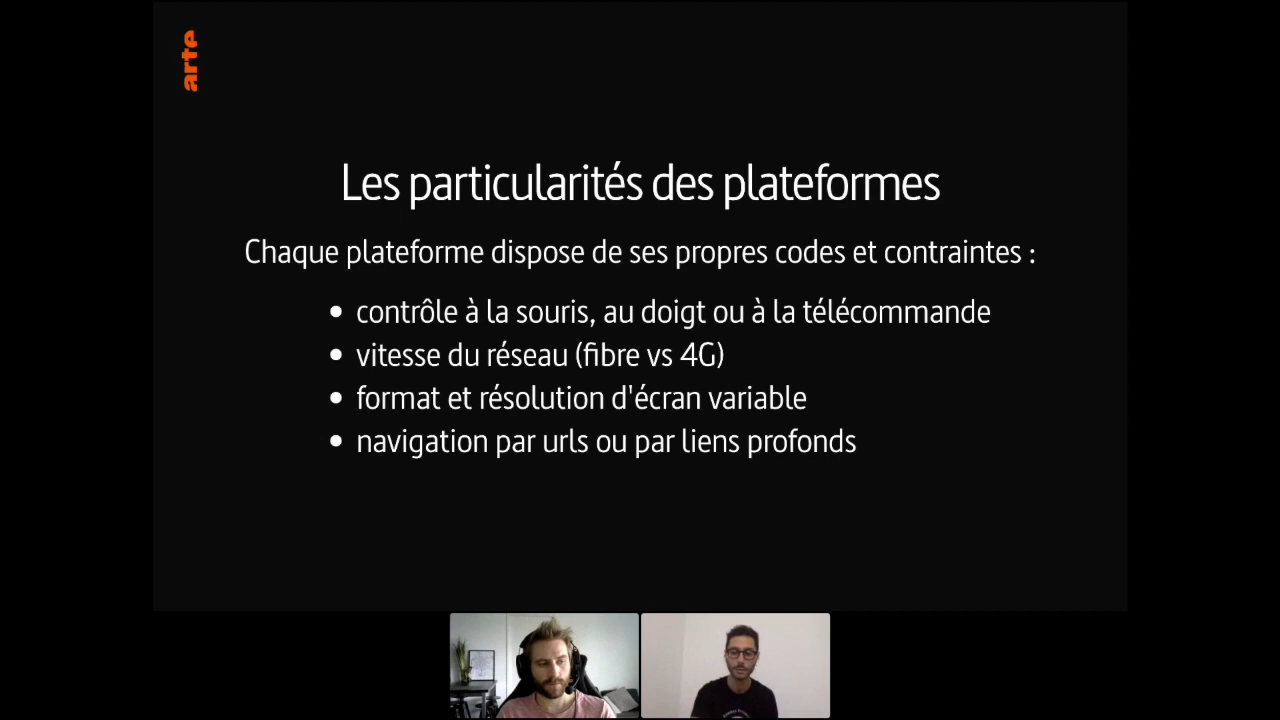 arte
Les particularités des plateformes
Chaque plateforme dispose de ses propres codes et contraintes :
• contrôle à la souris, au doigt ou à la télécommande
• vitesse du réseau (fibre vs 4G)
• format et résolution d'écran variable
• navigation par urls ou par liens profonds